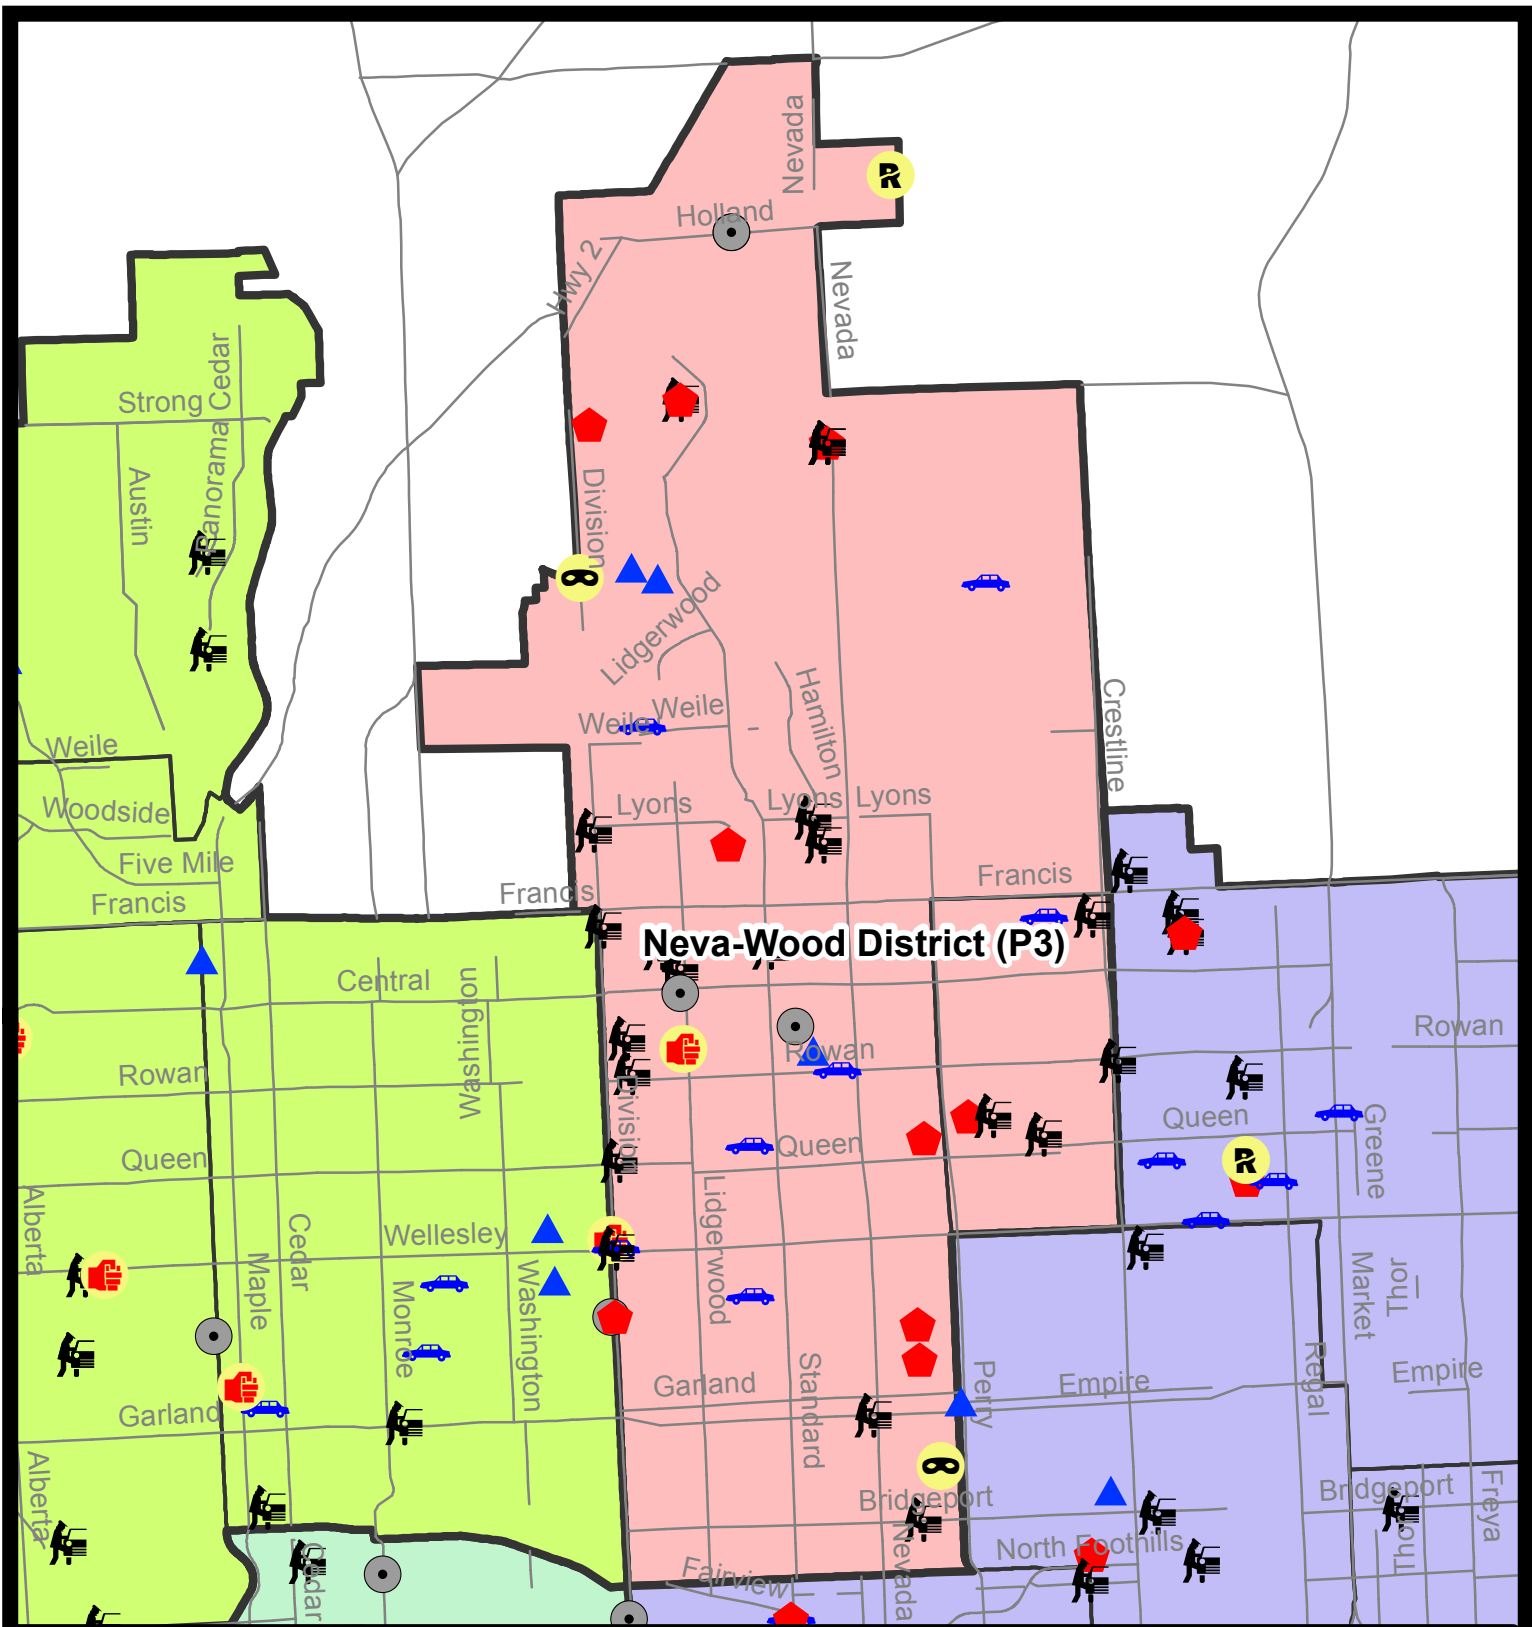 Nevada
Holland
Hwy 2
Nevada
Strong
Panorama
Cedar
Austin
Division
Lidgerwood
Weile
Weile
Hamilton
Crestline
Weile
Woodside
Lyons
Lyons
Lyons
Five Mile
Francis
Francis
Francis
Neva-Wood District (P3)
Central
Washington
Rowan
Rowan
Rowan
Division
Queen
Queen
Queen
Greene
Alberta
Cedar
Wellesley
Lidgerwood
Maple
Monroe
Washington
Market
Thor
Garland
Standard
Perry
Empire
Regal
Empire
Garland
Alberta
Bridgeport
Bridgeport
Freya
Nevada
North Foothills
Thor
Cedar
Fairview